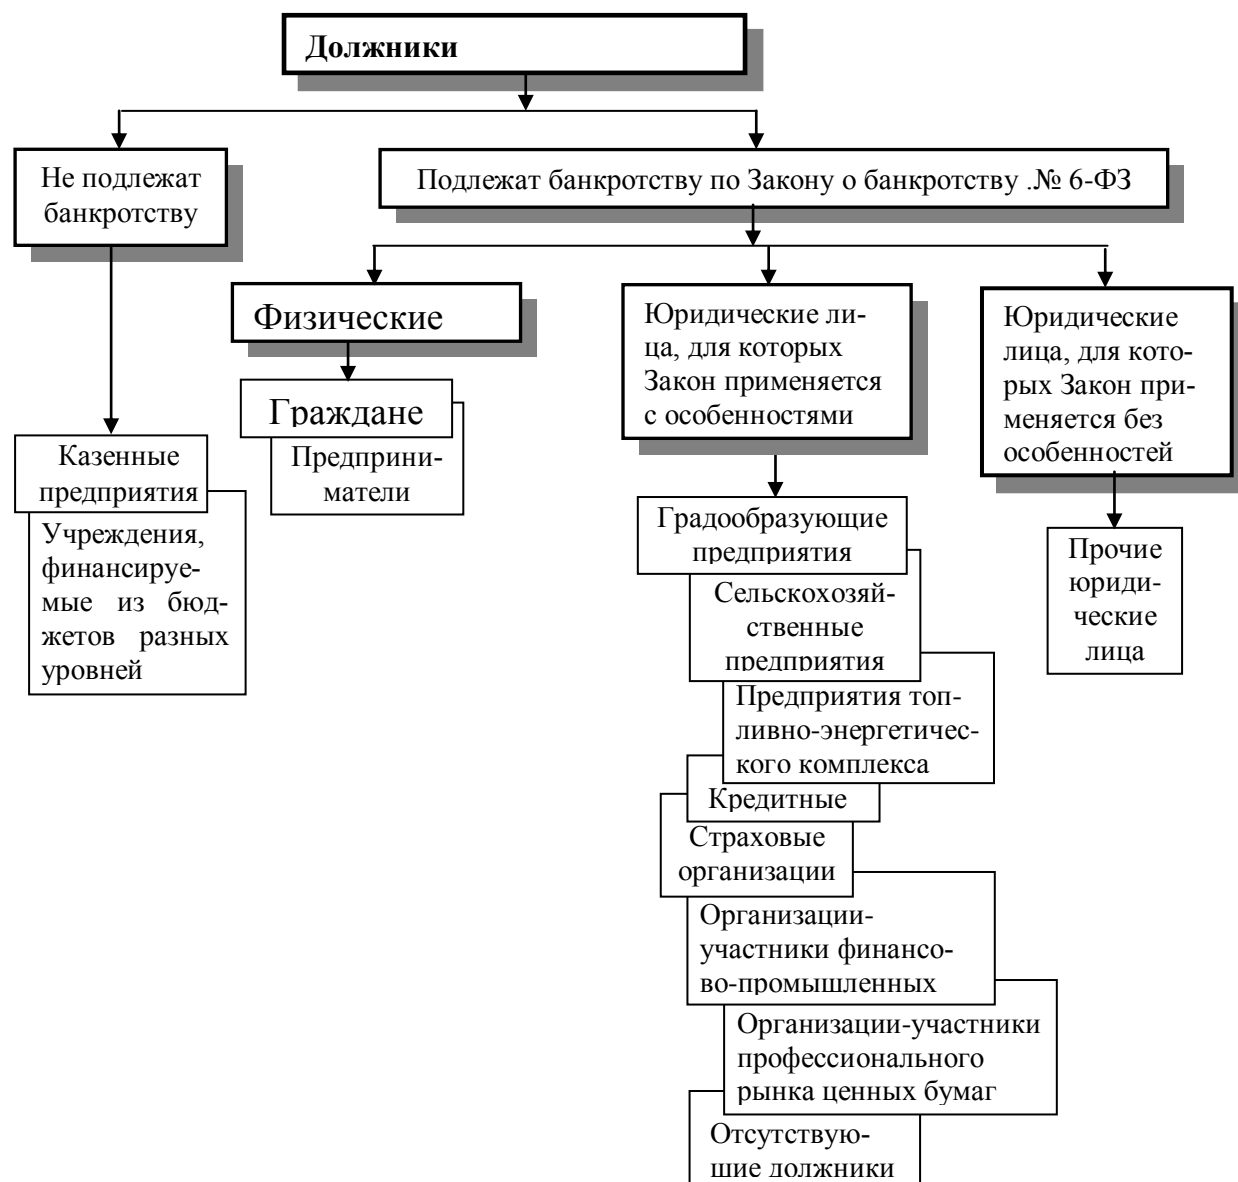 Должники
Не подлежат
банкротству
Подлежат банкротству по Закону о банкротству .№ 6-ФЗ
Физические
Граждане
Предприни-
матели
Казенные
предприятия
Учреждения,
финансируе-
мые из бюд-
жетов разных
уровней
Юридические ли-
ца, для которых
Закон применяется
с особенностями
Градообразующие
предприятия
Сельскохозяй-
ственные
предприятия
Предприятия топ-
ливно-энергетичес-
кого комплекса
Кредитные
Страховые
организации
Организации-
участники финансо-
во-промышленных
Организации-участники
профессионального
рынка ценных бумаг
Отсутствую-
щие должники
Юридические
лица, для кото-
рых Закон при-
меняется без
особенностей
Прочие
юриди-
ческие
лица